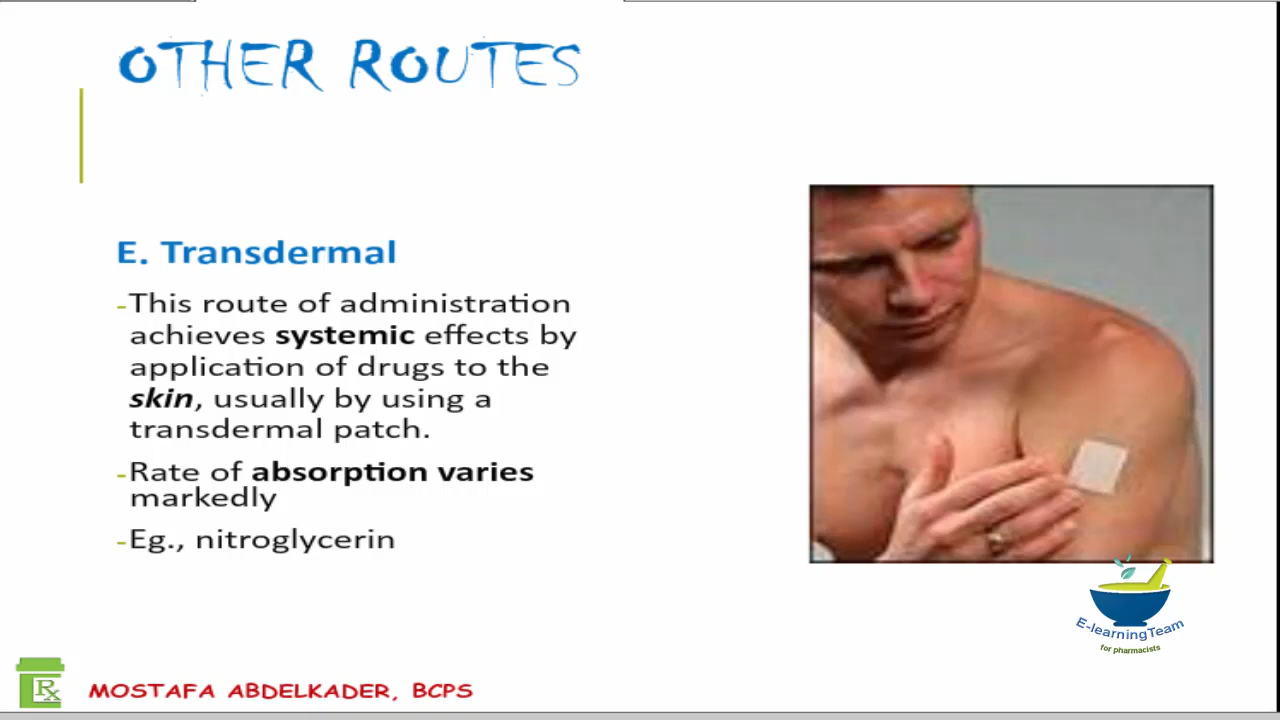 OTHER ROUTES
E. Transdermal
-This route of administration
achieves systemic effects by
application of drugs to the
skin, usually by using a
transdermal patch.
-Rate of absorption varies
markedly
-Eg., nitroglycerin
E-learningTeam
for pharmacists
Rx
MOSTAFA ABDELKADER, BCPS